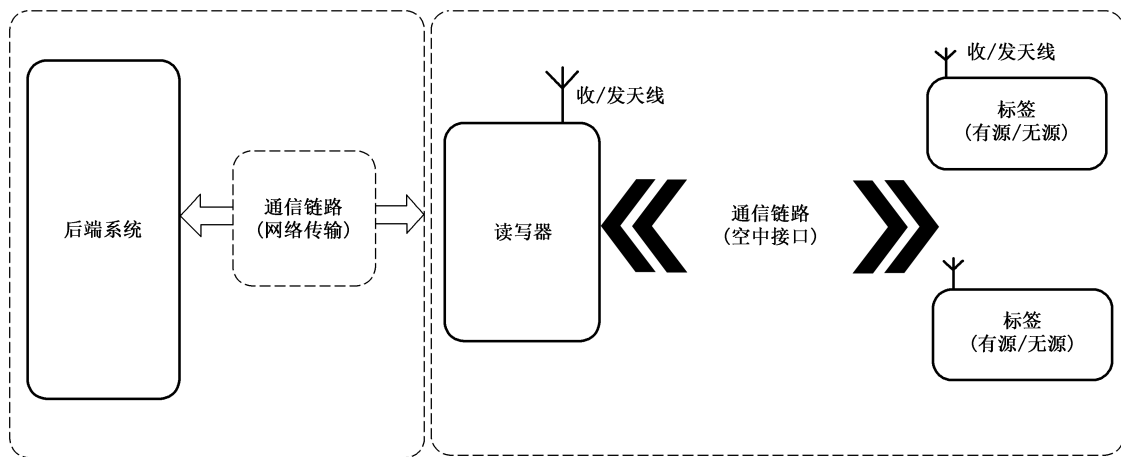 后端系统
通信链路
(网络传输)
收/发天线
读写器
通信链路
(空中接口)
收/发天线
标签
(有源/无源)
标签
(有源/无源)